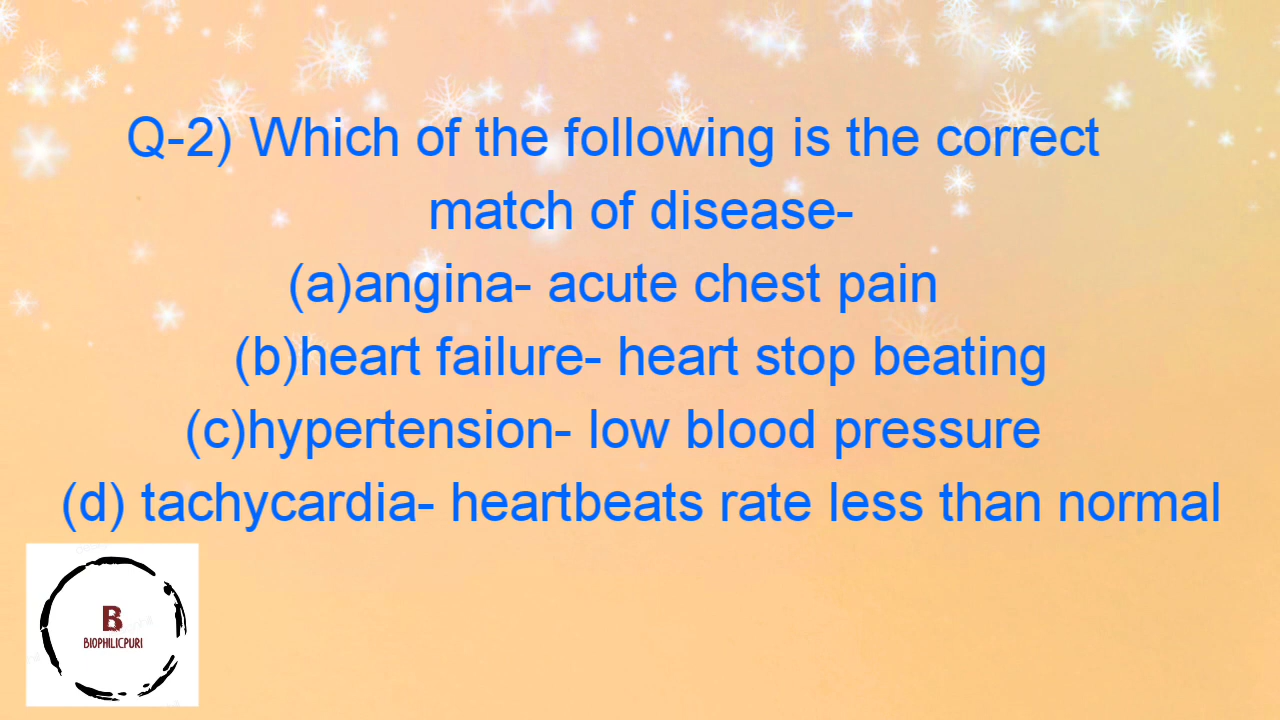 Q-2) Which of the following is the correct
match of disease-
(a)angina- acute chest pain
(b)heart failure- heart stop beating
(c)hypertension- low blood pressure
(d) tachycardia- heartbeats rate less than normal
B
BIOPHILICPURI